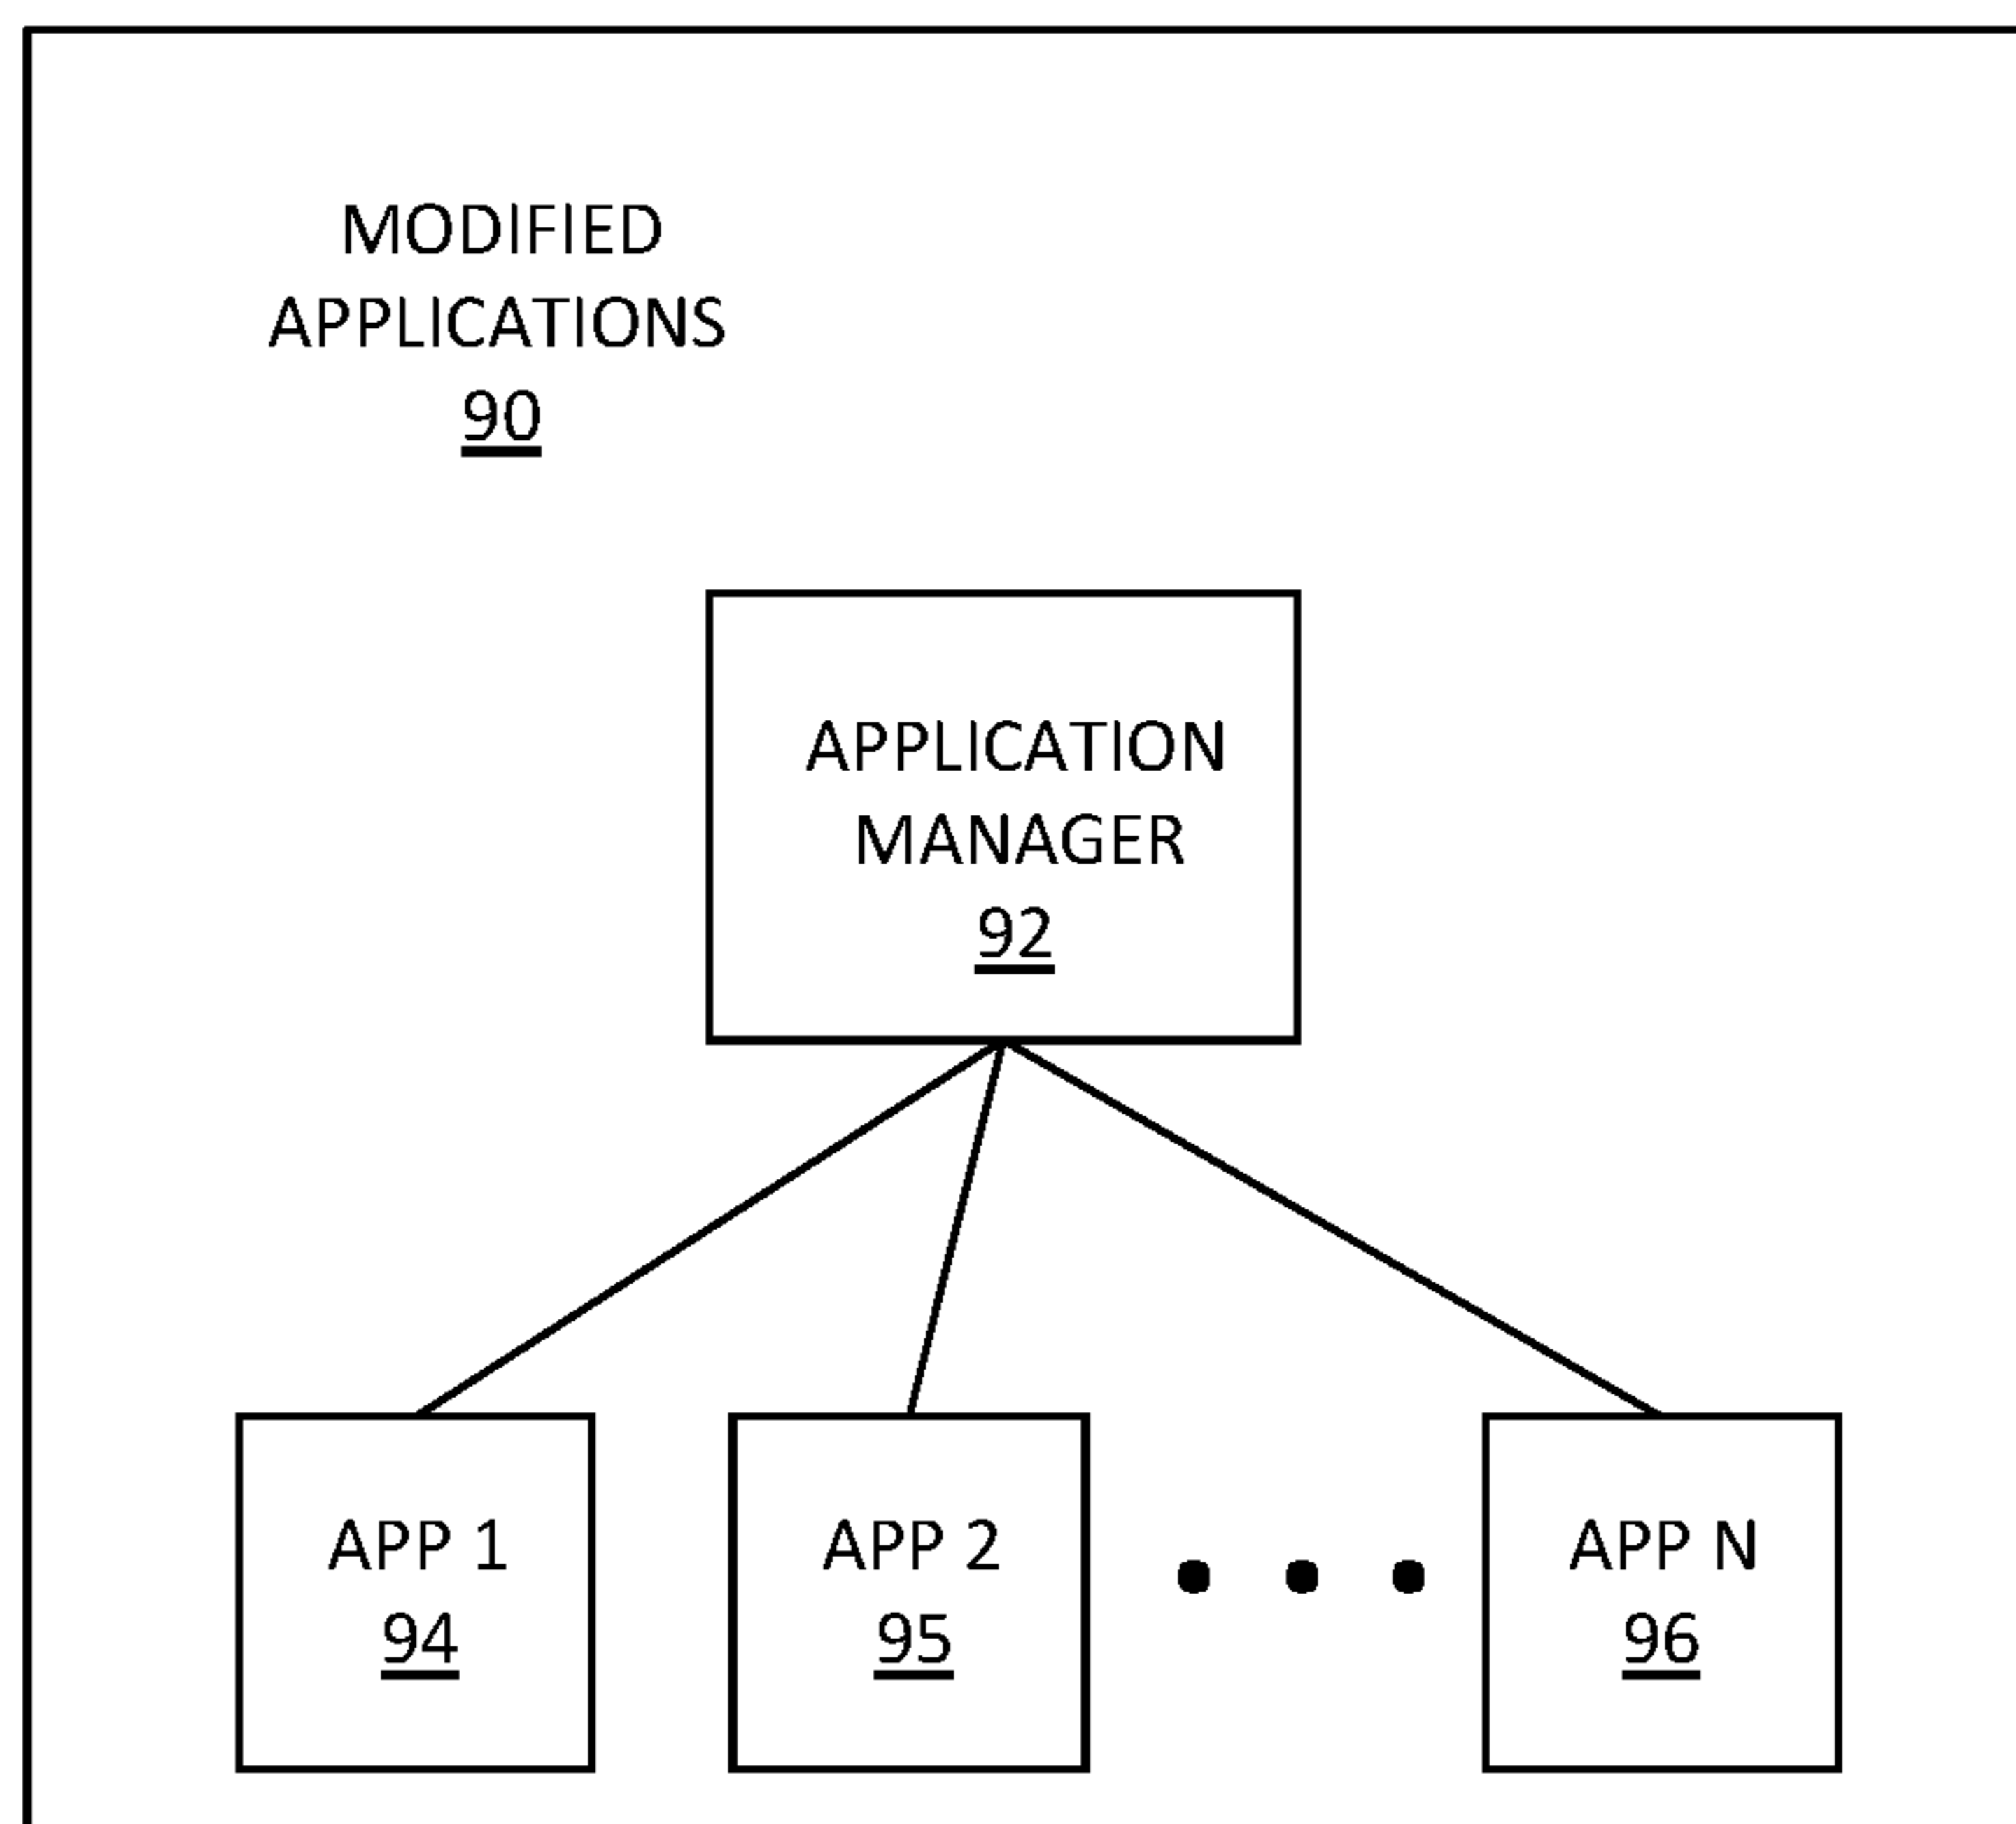 MODIFIED
APPLICATIONS
90
APPLICATION
MANAGER
92
APP 1
94
APP 2
95
APP N
96